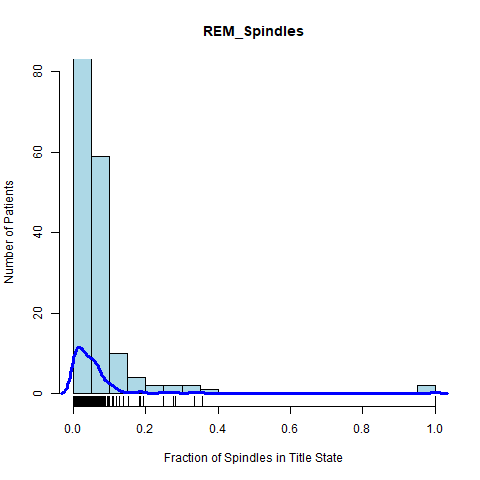 REM_Spindles
Number of Patients
80
60
40
20
0
0.0 0.2 0.4 0.6 0.8 1.0
Fraction of Spindles in Title State